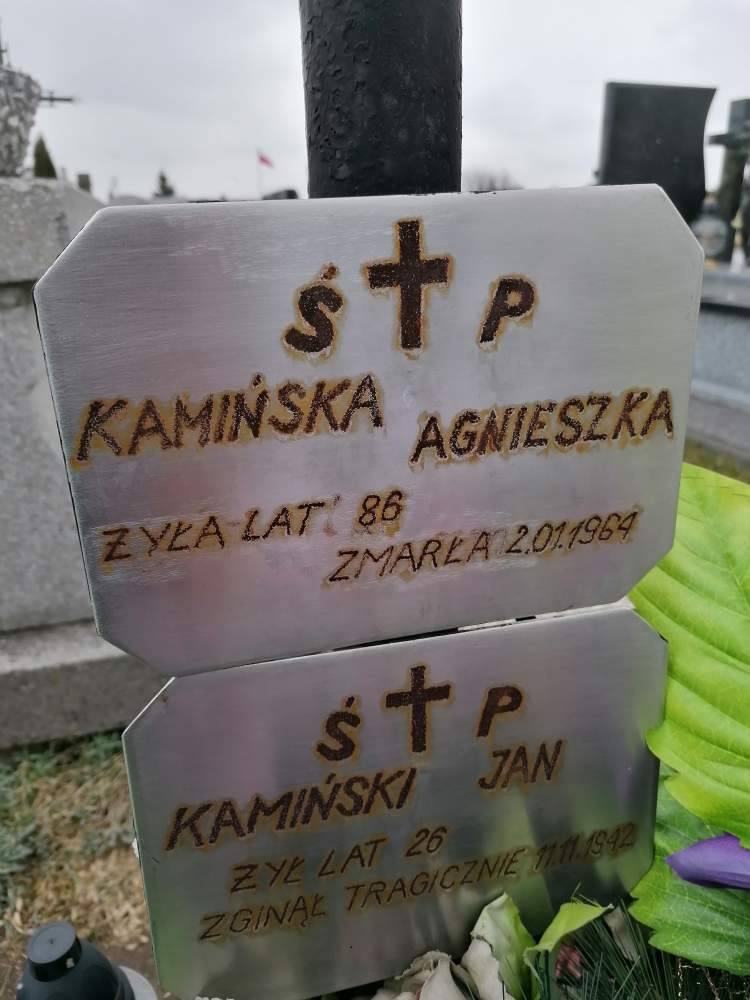 Ś P
KAMIŃSKA AGNIESZKA
ŻYŁA LAT 86
ZMARŁA 2.01.1964
Ś P
KAMIŃSKI JAN
ŻYŁ LAT 26
ZGINĄŁ TRAGICZNIE 11.11.1942